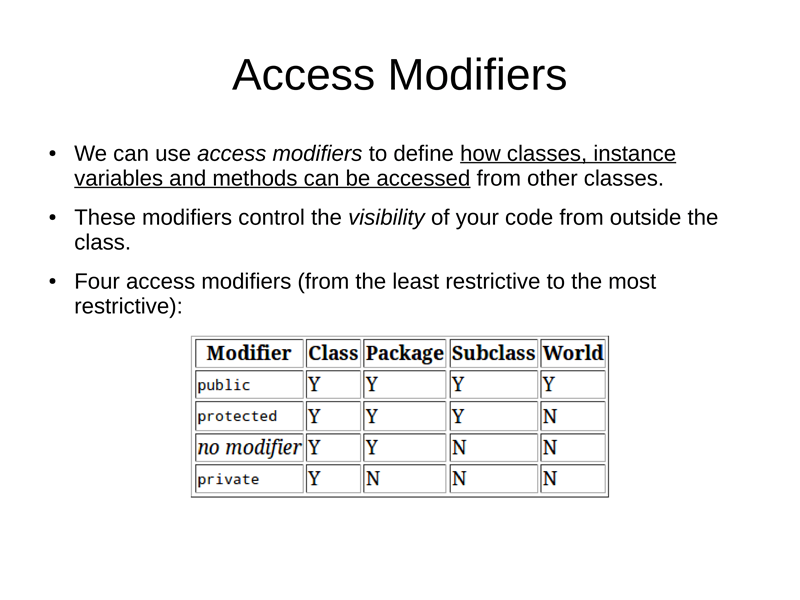 Access Modifiers
• We can use access modifiers to define how classes, instance
variables and methods can be accessed from other classes.
• These modifiers control the visibility of your code from outside the
class.
• Four access modifiers (from the least restrictive to the most
restrictive):
Modifier Class Package Subclass World
public Y Y Y Y
protected Y Y Y N
no modifier Y Y N N
private Y N N N